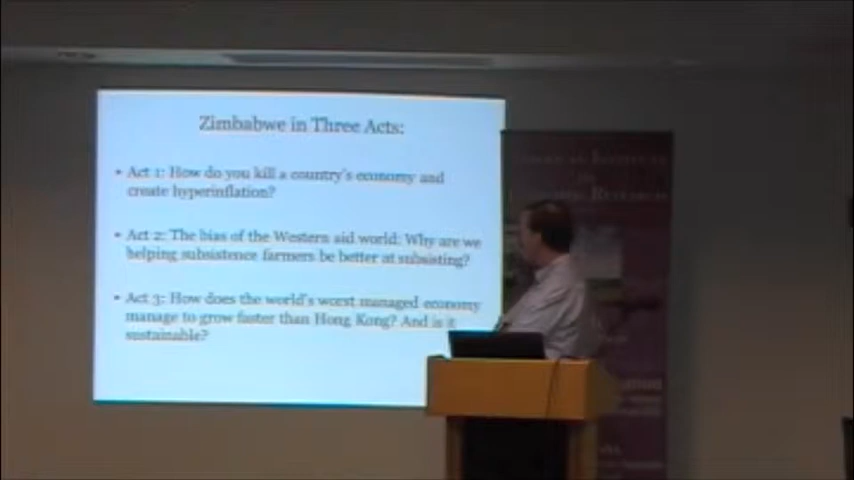 Zimbabwe in Three Acts:
• Act 1: How do you kill a country's economy and
create hyperinflation?
• Act 2: The bias of the Western aid world: Why are we
helping subsistence farmers be better at subsisting?
• Act 3: How does the world's worst managed economy
manage to grow faster than Hong Kong? And is it
sustainable?
Institute
Research